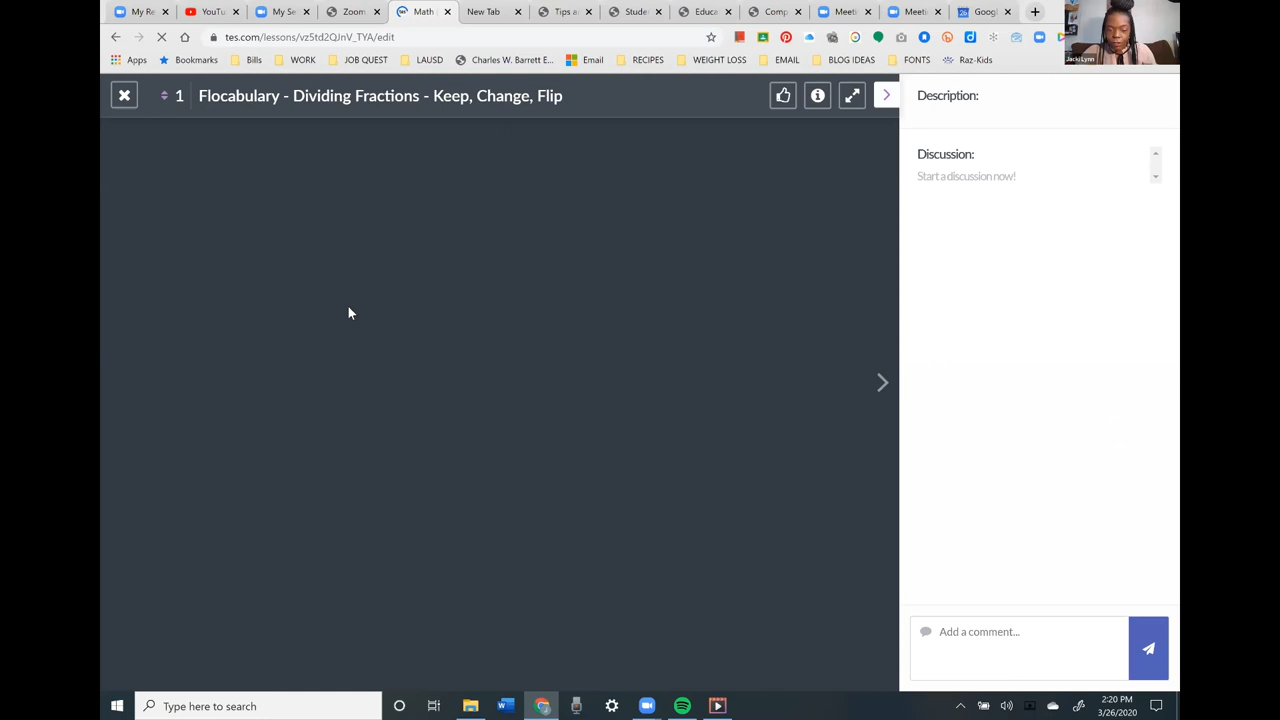 My Re
YouTu
My Se
Zoom
Math
New Tab
Tips a
Stude
Educa
Comp
Meeti
Meeti
Googl
tes.com/lessons/vz5td2QJnV_TYA/edit
Apps
Bookmarks
Bills
WORK
JOB QUEST
LAUSD
Charles W. Barrett E...
Email
RECIPES
WEIGHT LOSS
EMAIL
BLOG IDEAS
FONTS
Raz-Kids
Jacki Lynn
1
Flocabulary - Dividing Fractions - Keep, Change, Flip
Description:
Discussion:
Start a discussion now!
Add a comment...
Type here to search
2:20 PM
3/26/2020